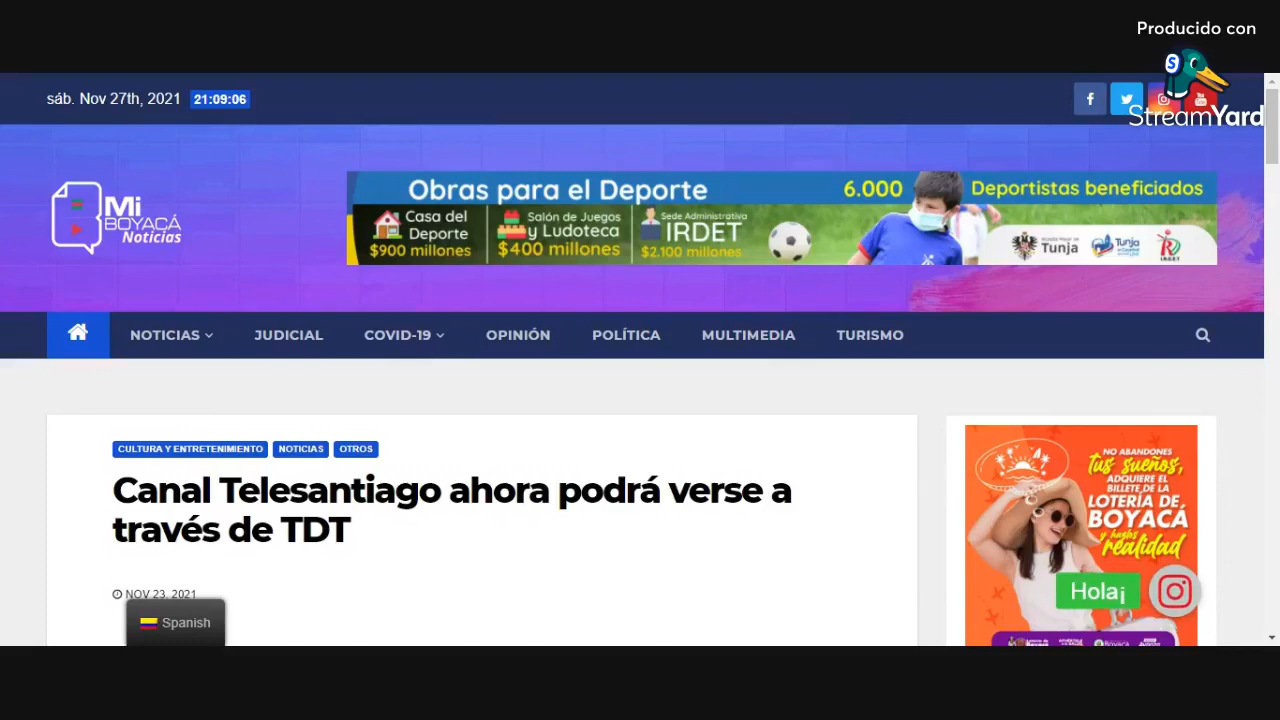 Producido con
StreamYard
sáb. Nov 27th, 2021 21:09:06
Mi
BOYACÁ
Noticias
Obras para el Deporte 6.000 Deportistas beneficiados
Casa del
Deporte
$900 millones
Salón de Juegos
y Ludoteca
$400 millones
Sede Administrativa
IRDET
$2.100 millones
Tunja
Tunja
IRDET
NOTICIAS JUDICIAL COVID-19 OPINIÓN POLÍTICA MULTIMEDIA TURISMO
CULTURA Y ENTRETENIMIENTO NOTICIAS OTROS
Canal Telesantiago ahora podrá verse a
través de TDT
NOV 23, 2021
Spanish
NO ABANDONES
tus sueños,
ADQUIERE EL
BILLETE DE LA
LOTERÍA DE
BOYACÁ
y hazlos
realidad
Hola¡